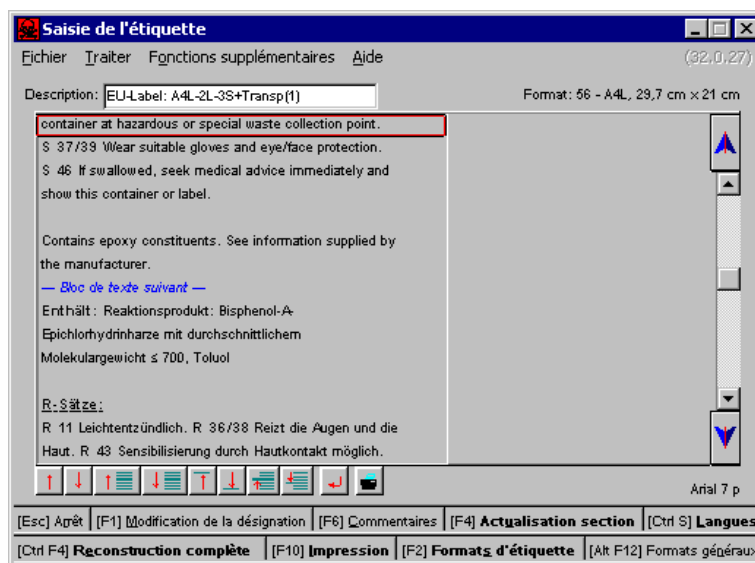 Saisie de l'étiquette
Fichier Traiter Fonctions supplémentaires Aide (32.0.27)
Description: EU-Label: A4L-2L-3S+Transp(1) Format: 56 - A4L, 29,7 cm × 21 cm
container at hazardous or special waste collection point.
S 37/39 Wear suitable gloves and eye/face protection.
S 46 If swallowed, seek medical advice immediately and
show this container or label.
Contains epoxy constituents. See information supplied by
the manufacturer.
— Bloc de texte suivant —
Enthält: Reaktionsprodukt: Bisphenol-A-
Epichlorhydrinharze mit durchschnittlichem
Molekulargewicht ≤ 700, Toluol
R-Sätze:
R 11 Leichtentzündlich. R 36/38 Reizt die Augen und die
Haut. R 43 Sensibilisierung durch Hautkontakt möglich.
Arial 7 p
[Esc] Arrêt [F1] Modification de la désignation [F6] Commentaires [F4] Actualisation section [Ctrl S] Langues
[Ctrl F4] Reconstruction complète [F10] Impression [F2] Formats d'étiquette [Alt F12] Formats généraux